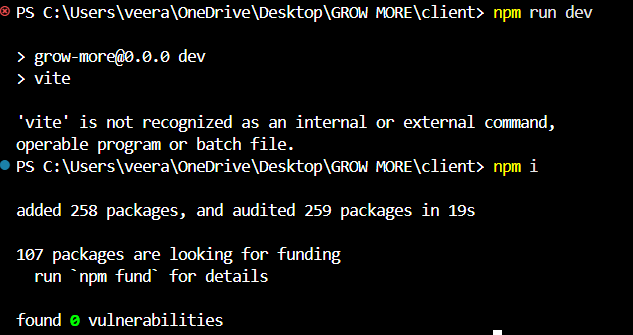 PS C:\Users\veera\OneDrive\Desktop\GROW MORE\client> npm run dev
> grow-more@0.0.0 dev
> vite
'vite' is not recognized as an internal or external command,
operable program or batch file.
PS C:\Users\veera\OneDrive\Desktop\GROW MORE\client> npm i
added 258 packages, and audited 259 packages in 19s
107 packages are looking for funding
  run `npm fund` for details
found 0 vulnerabilities